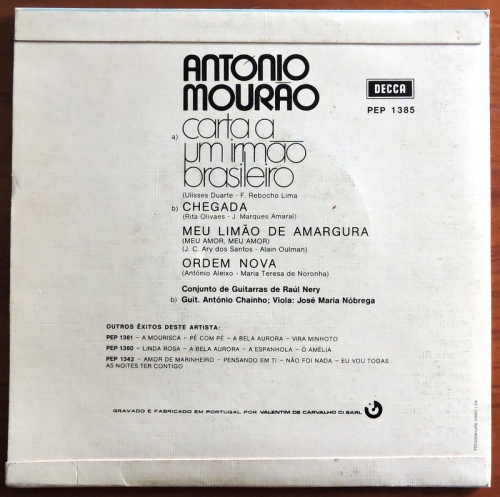 ANTÓNIO
MOURÃO
DECCA
PEP 1385
a) carta a
um irmão
brasileiro
(Ulisses Duarte - F. Rebocho Lima
b) CHEGADA
(Rita Olivaes - J. Marques Amaral)
MEU LIMÃO DE AMARGURA
(MEU AMOR, MEU AMOR)
(J. C. Ary dos Santos - Alain Oulman)
ORDEM NOVA
(António Aleixo - Maria Teresa de Noronha)
Conjunto de Guitarras de Raúl Nery
b) Guit. António Chainho; Viola: José Maria Nóbrega
OUTROS ÊXITOS DESTE ARTISTA:
PEP 1361 – A MOURISCA – PÉ COM PÉ – A BELA AURORA – VIRA MINHOTO
PEP 1360 – LINDA ROSA – A BELA AURORA – A ESPANHOLA – Ó AMÉLIA
PEP 1342 – AMOR DE MARINHEIRO – PENSANDO EM TI – NÃO FOI NADA – EU VOU TODAS
AS NOITES TER CONTIGO
GRAVADO E FABRICADO EM PORTUGAL POR VALENTIM DE CARVALHO CI SARL